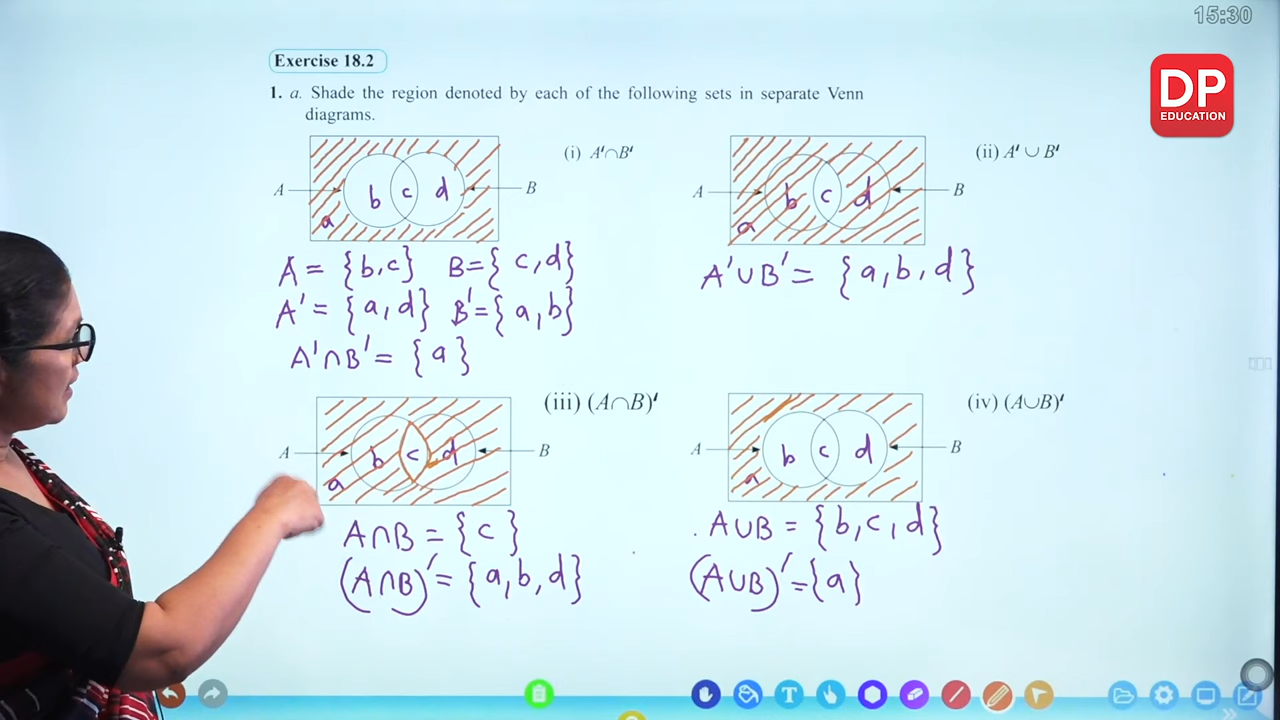 15:30
DP
EDUCATION
Exercise 18.2
1. a. Shade the region denoted by each of the following sets in separate Venn
diagrams.
(i) A′∩B′
A
b
c
d
a
B
A = {b,c} B={ c,d}
A′ = {a,d} B′={a,b}
A′∩B′ = {a}
(ii) A′ ∪ B′
A
b
c
d
a
B
A′∪B′ = {a,b,d}
(iii) (A∩B)′
A
b
c
d
a
B
A∩B = {c}
(A∩B)′ = {a,b,d}
(iv) (A∪B)′
A
b
c
d
a
B
A∪B = {b,c,d}
(A∪B)′ = {a}
T